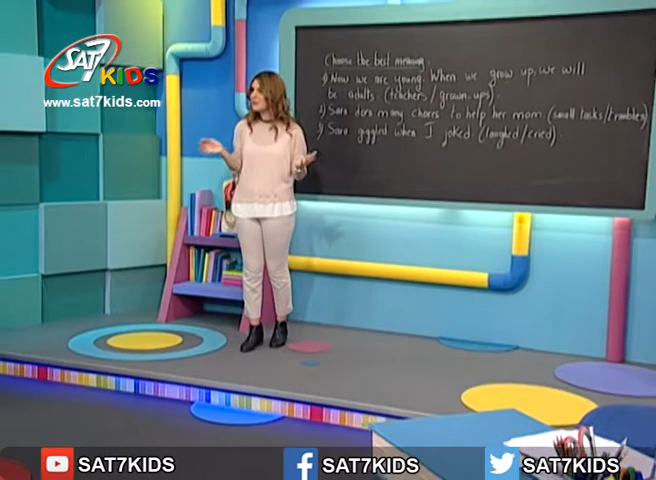 SAT7
KIDS
www.sat7kids.com
Choose the best meaning.
1) Now we are young. When we grow up, we will
be adults. (teachers / grown.ups).
2) Sara does many chores to help her mom. (small tasks/troubles)
3) Sara giggled when I joked. (laughed/cried).
SAT7KIDS
SAT7KIDS
SAT7KIDS